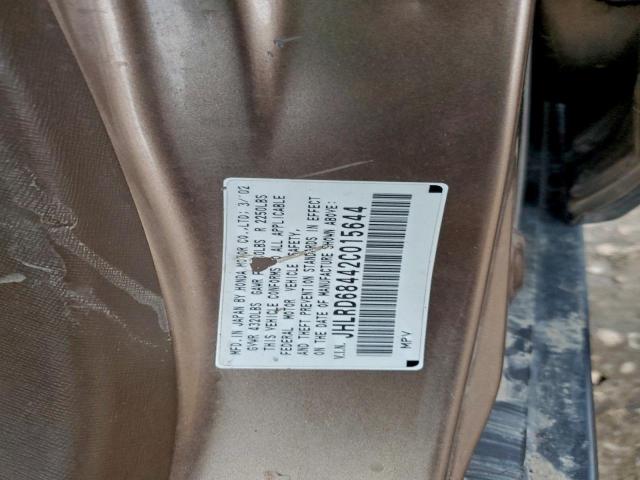 MFD.IN JAPAN BY HONDA MOTOR CO.,LTD; 3/ 02
GVWR 4320LBS GAWR F LBS R 2250LBS
THIS VEHICLE CONFORMS TO ALL APPLICABLE
FEDERAL MOTOR VEHICLE SAFETY,
AND THEFT PREVENTION STANDARDS IN EFFECT
ON THE DATE OF MANUFACTURE SHOWN ABOVE:
V.I.N. JHLRD68442C015644
MPV